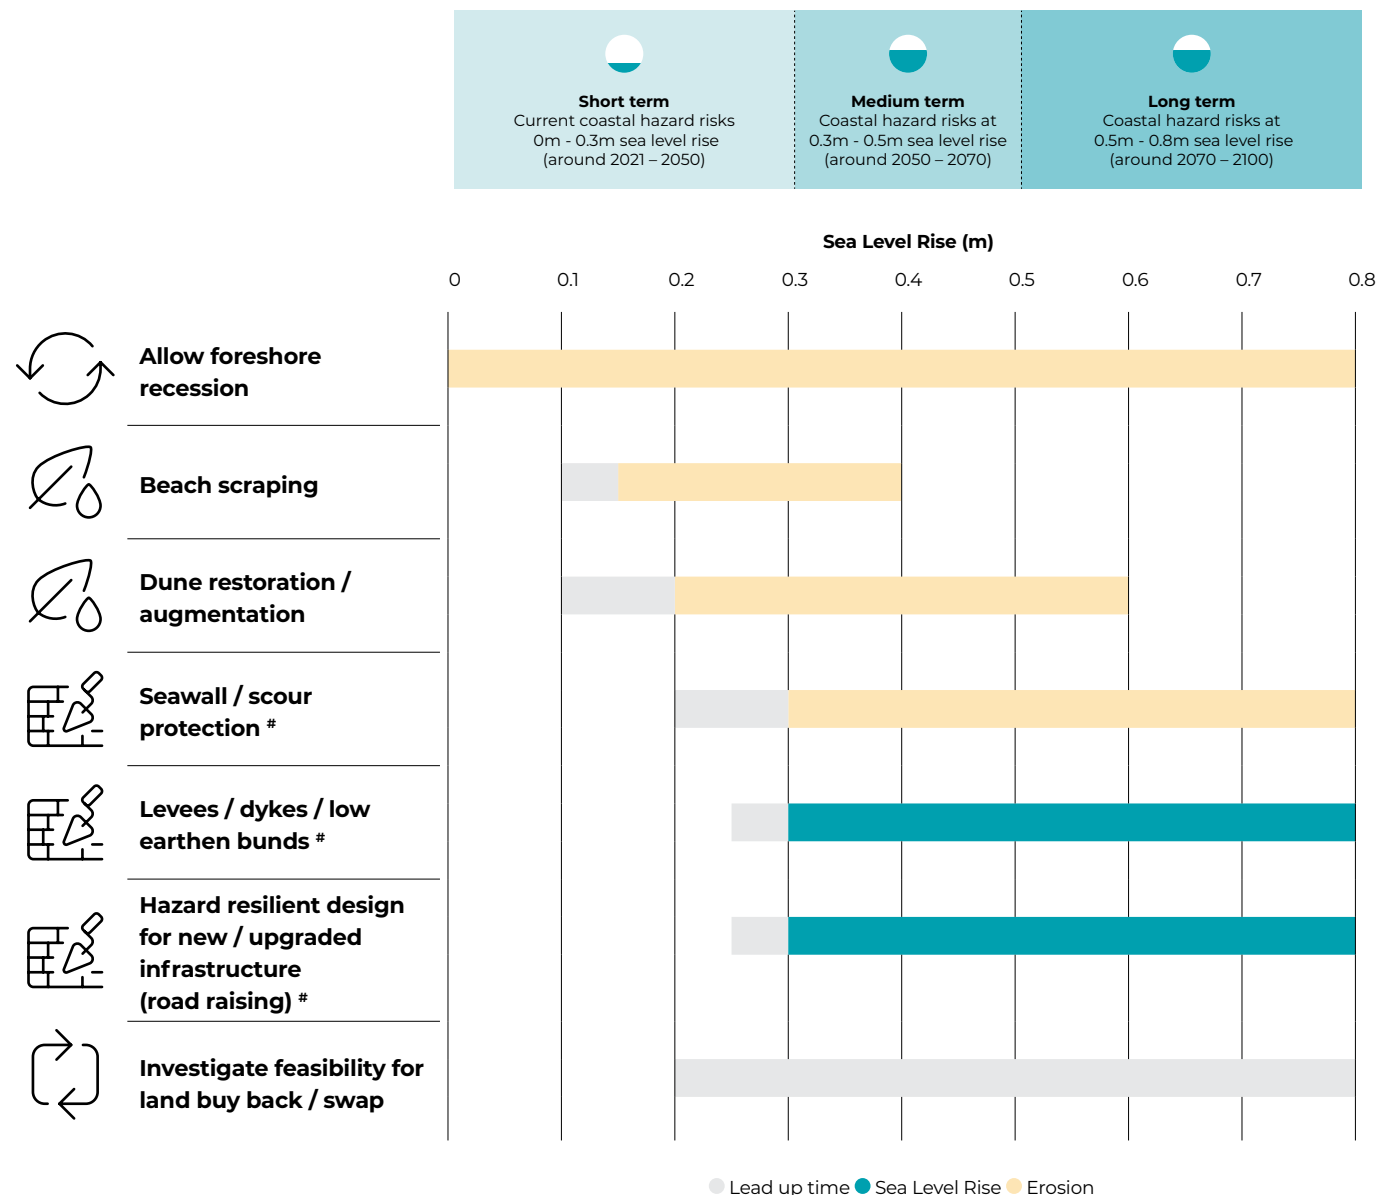 Short term
Current coastal hazard risks
0m - 0.3m sea level rise
(around 2021 – 2050)
Medium term
Coastal hazard risks at
0.3m - 0.5m sea level rise
(around 2050 – 2070)
Long term
Coastal hazard risks at
0.5m - 0.8m sea level rise
(around 2070 – 2100)
Sea Level Rise (m)
0 0.1 0.2 0.3 0.4 0.5 0.6 0.7 0.8
Allow foreshore
recession
Beach scraping
Dune restoration /
augmentation
Seawall / scour
protection #
Levees / dykes / low
earthen bunds #
Hazard resilient design
for new / upgraded
infrastructure
(road raising) #
Investigate feasibility for
land buy back / swap
Lead up time Sea Level Rise Erosion